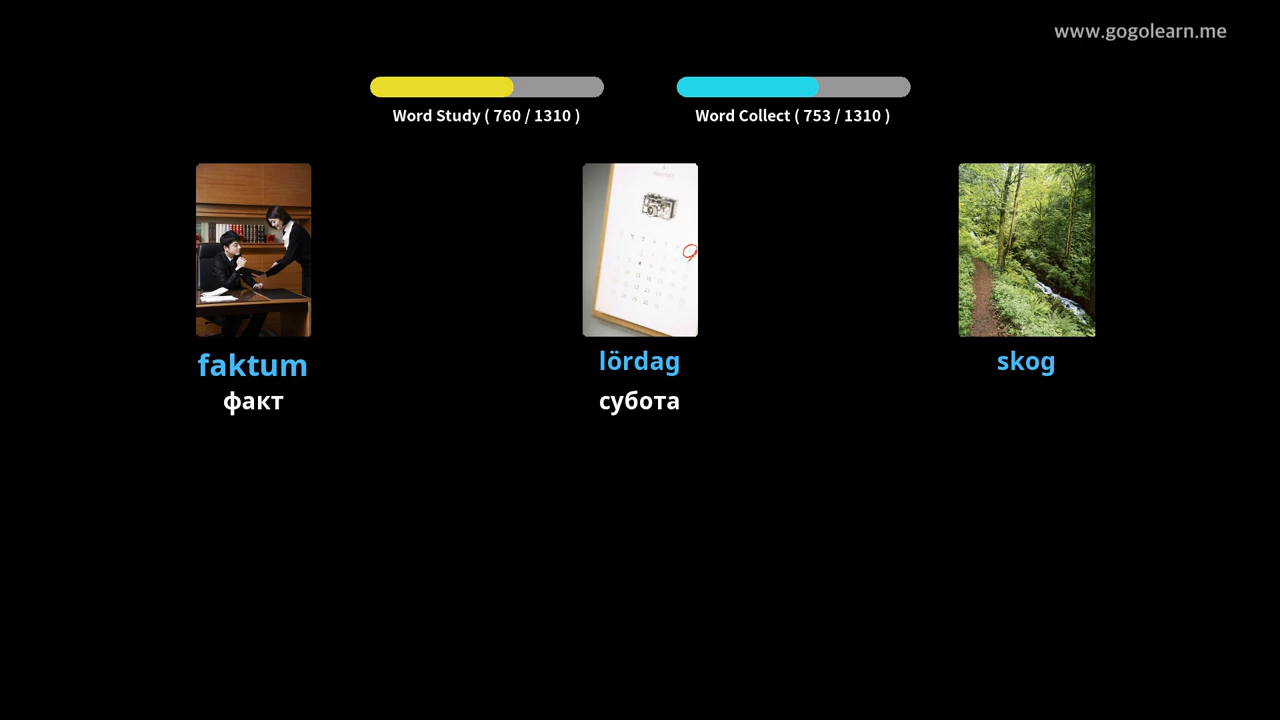 www.gogolearn.me
Word Study ( 760 / 1310 )
Word Collect ( 753 / 1310 )
faktum
факт
lördag
субота
skog